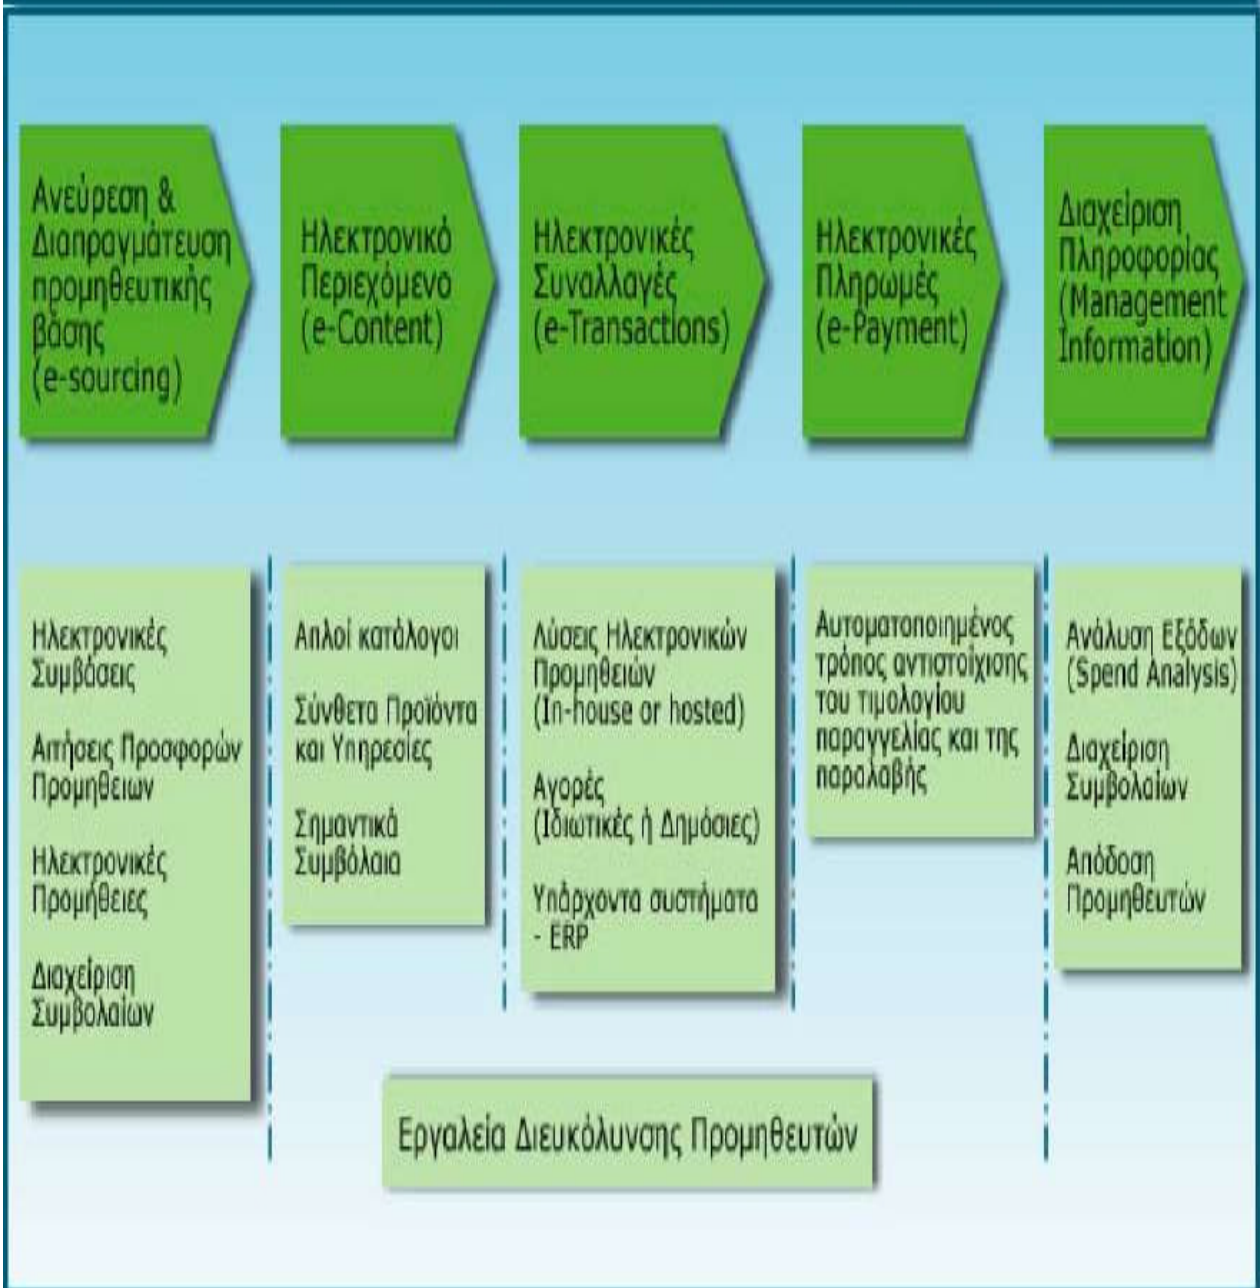 Ανεύρεση &
Διαπραγμάτευση
προμηθευτικής
βάσης
(e-sourcing)
Ηλεκτρονικό
Περιεχόμενο
(e-Content)
Ηλεκτρονικές
Συναλλαγές
(e-Transactions)
Ηλεκτρονικές
Πληρωμές
(e-Payment)
Διαχείριση
Πληροφορίας
(Management
Information)
Ηλεκτρονικές
Συμβάσεις
Αιτήσεις Προσφορών
Προμηθειων
Ηλεκτρονικές
Προμήθειες
Διαχείριση
Συμβολαίων
Απλοί κατάλογοι
Σύνθετα Προϊόντα
και Υπηρεσίες
Σημαντικά
Συμβόλαια
Λύσεις Ηλεκτρονικών
Προμηθειών
(In-house or hosted)
Αγορές
(Ιδιωτικές ή Δημόσιες)
Υπάρχοντα συστήματα
- ERP
Αυτοματοποιημένος
τρόπος αντιστοίχισης
του τιμολογίου
παραγγελίας και της
παραλαβής
Ανάλυση Εξόδων
(Spend Analysis)
Διαχείριση
Συμβολαίων
Απόδοση
Προμηθευτών
Εργαλεία Διευκόλυνσης Προμηθευτών